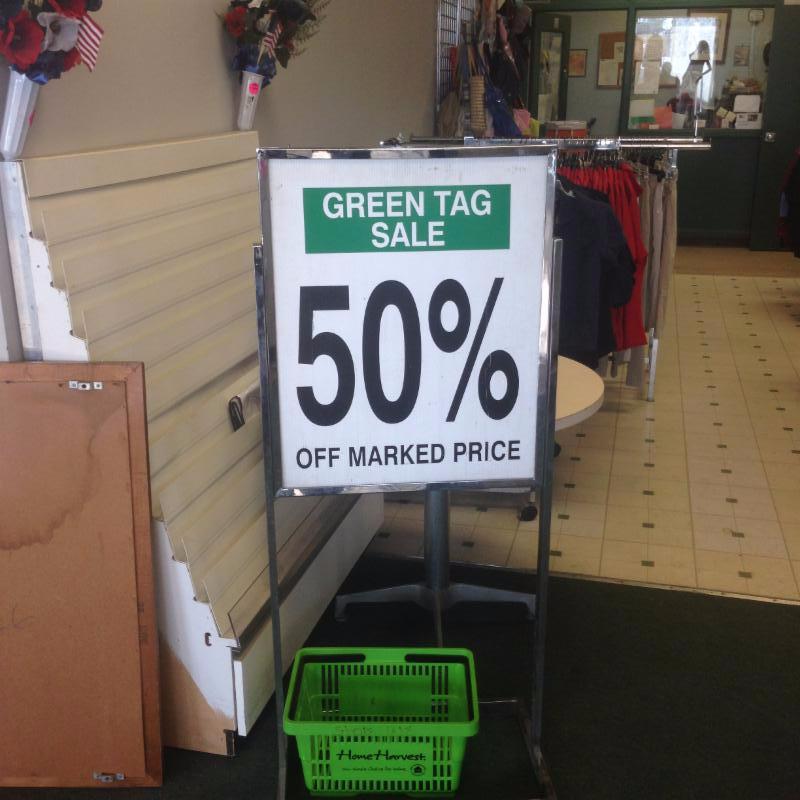 GREEN TAG
SALE
50%
OFF MARKED PRICE
HomeHarvest